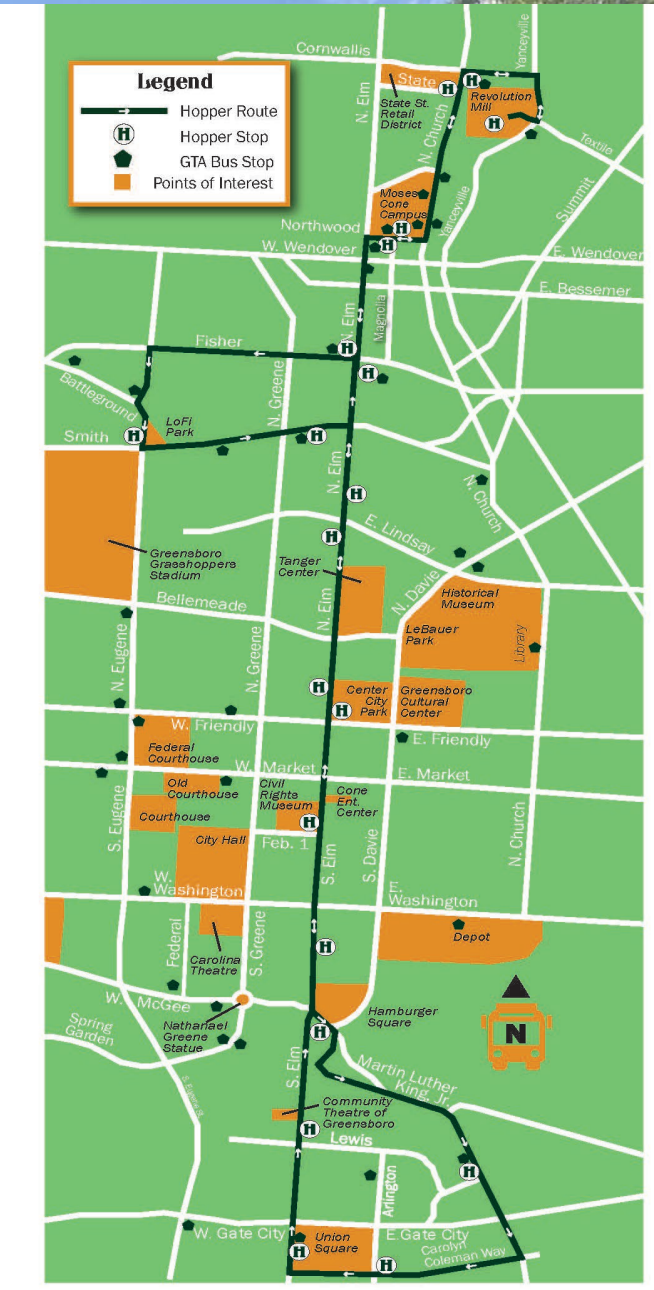 Cornwallis
Yanceyville
Legend
Hopper Route
H Hopper Stop
GTA Bus Stop
Points of Interest
N. Elm
State
State St.
Retail
District
N. Church
H
H
Revolution
Mill
H
Textile
Summit
Moses
Cone
Campus
Yanceyville
Northwood
H
H
W. Wendover
E. Wendover
E. Bessemer
N. Elm
Magnolia
Fisher
H
H
Battleground
N. Greene
LoFi
Park
Smith
H
H
N. Elm
H
N. Church
H
E. Lindsay
Greensboro
Grasshoppers
Stadium
Tanger
Center
N. Elm
N. Davie
Historical
Museum
Bellemeade
LeBauer
Park
Library
N. Eugene
N. Greene
H
H
Center
City
Park
Greensboro
Cultural
Center
W. Friendly
E. Friendly
Federal
Courthouse
W. Market
E. Market
Old
Courthouse
Civil
Rights
Museum
Cone
Ent.
Center
S. Eugene
Courthouse
H
City Hall
Feb. 1
S. Elm
S. Davie
N. Church
W.
Washington
E.
Washington
Federal
S. Greene
Carolina
Theatre
H
Depot
W. McGee
Hamburger
Square
Spring
Garden
Nathanael
Greene
Statue
H
N
S. Elm
Martin Luther
King, Jr.
S. Eugene St.
Community
Theatre of
Greensboro
H
Lewis
H
Arlington
W. Gate City
E.Gate City
Union
Square
H
H
Carolyn
Coleman Way